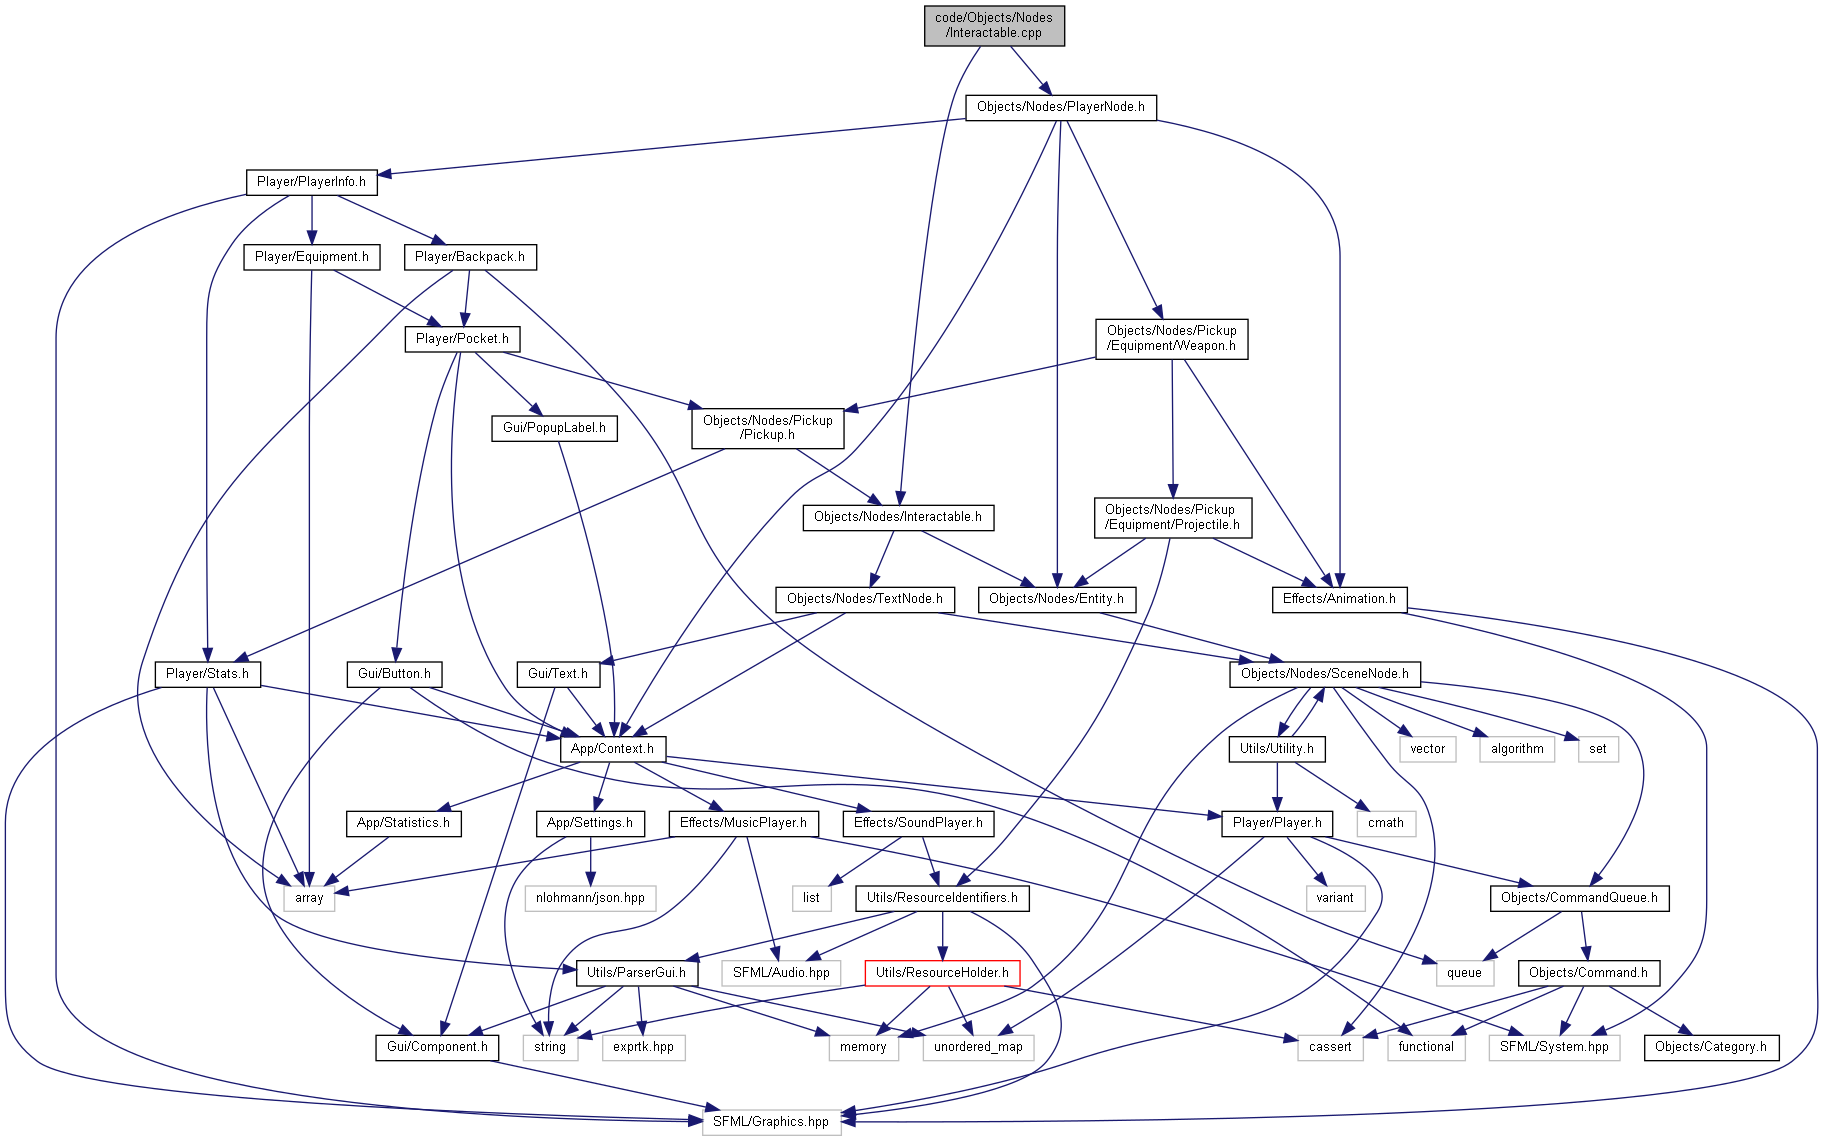 code/Objects/Nodes
/Interactable.cpp
Objects/Nodes/PlayerNode.h
Player/PlayerInfo.h
Player/Equipment.h
Player/Backpack.h
Player/Pocket.h
Objects/Nodes/Pickup
/Equipment/Weapon.h
Gui/PopupLabel.h
Objects/Nodes/Pickup
/Pickup.h
Objects/Nodes/Interactable.h
Objects/Nodes/Pickup
/Equipment/Projectile.h
Objects/Nodes/TextNode.h
Objects/Nodes/Entity.h
Effects/Animation.h
Player/Stats.h
Gui/Button.h
Gui/Text.h
Objects/Nodes/SceneNode.h
App/Context.h
Utils/Utility.h
vector
algorithm
set
App/Statistics.h
App/Settings.h
Effects/MusicPlayer.h
Effects/SoundPlayer.h
Player/Player.h
cmath
array
nlohmann/json.hpp
list
Utils/ResourceIdentifiers.h
variant
Objects/CommandQueue.h
Utils/ParserGui.h
SFML/Audio.hpp
Utils/ResourceHolder.h
queue
Objects/Command.h
Gui/Component.h
string
exprtk.hpp
memory
unordered_map
cassert
functional
SFML/System.hpp
Objects/Category.h
SFML/Graphics.hpp